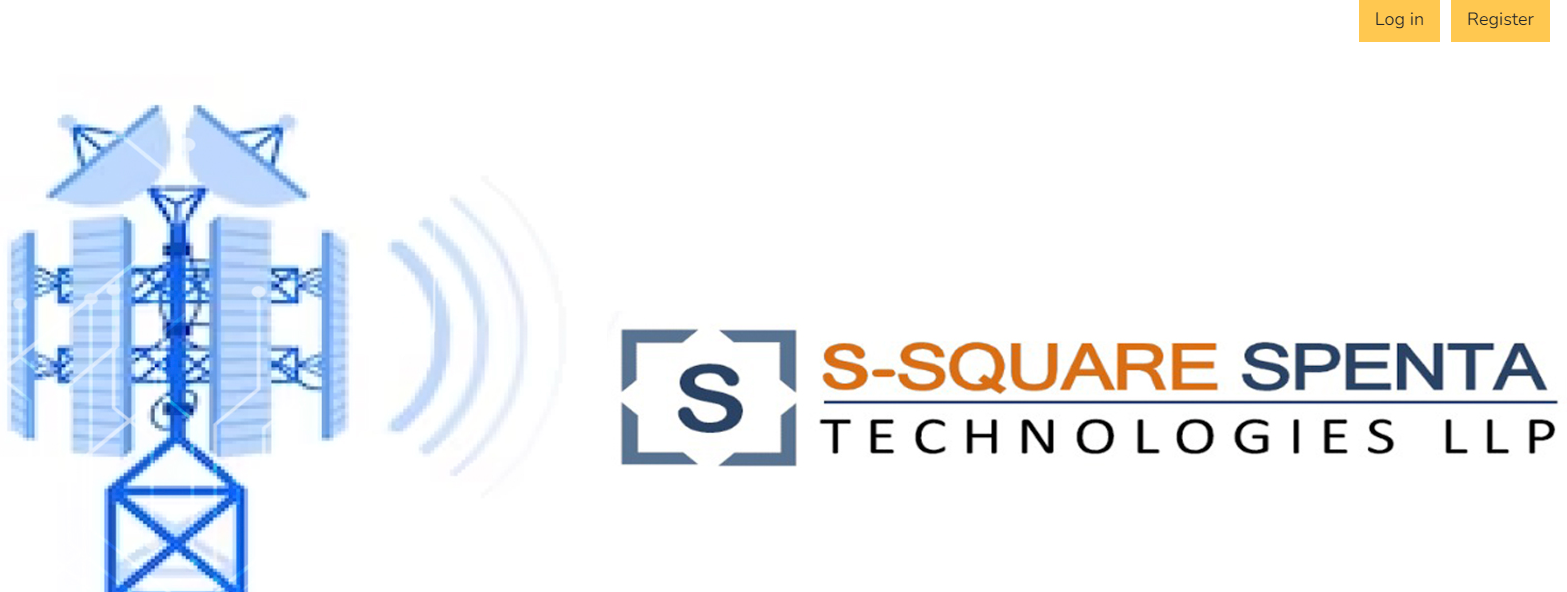 Log in
Register
S
S-SQUARE SPENTA
TECHNOLOGIES LLP